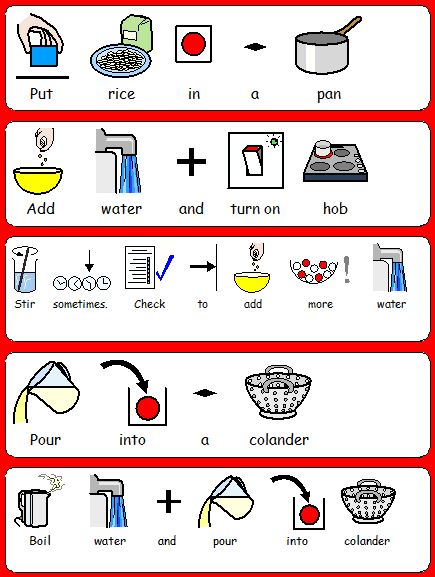 Put rice in a pan
Add water and turn on hob
Stir sometimes. Check to add more water
Pour into a colander
Boil water and pour into colander